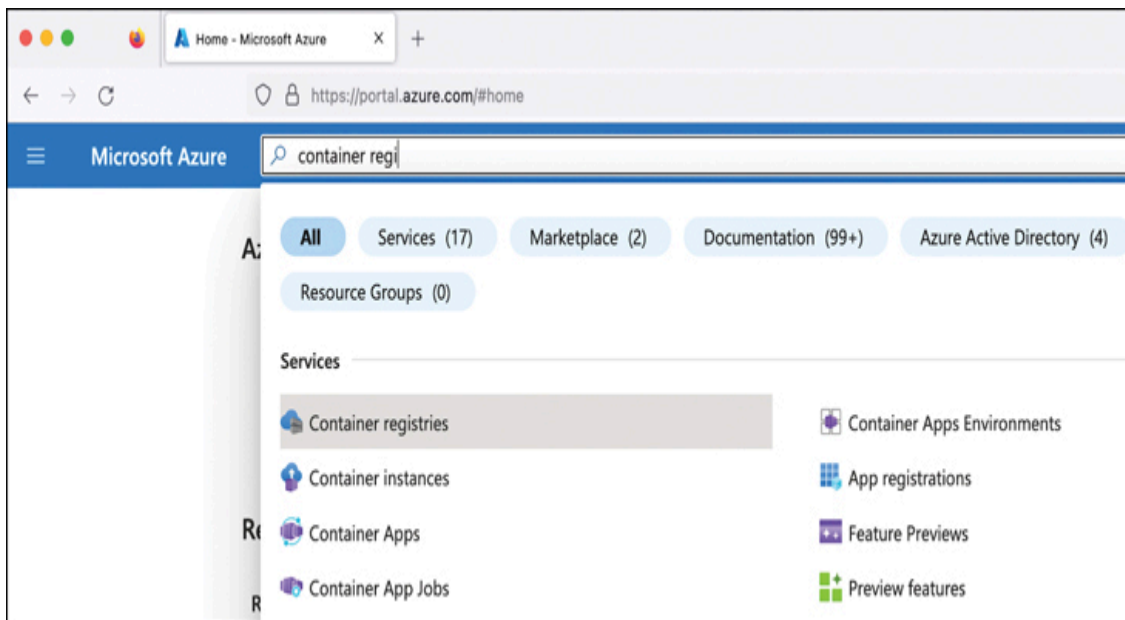 Home - Microsoft Azure
https://portal.azure.com/#home
Microsoft Azure
container regi
All Services (17) Marketplace (2) Documentation (99+) Azure Active Directory (4)
Resource Groups (0)
Az
Services
Container registries Container Apps Environments
Container instances App registrations
Re Container Apps Feature Previews
R Container App Jobs Preview features